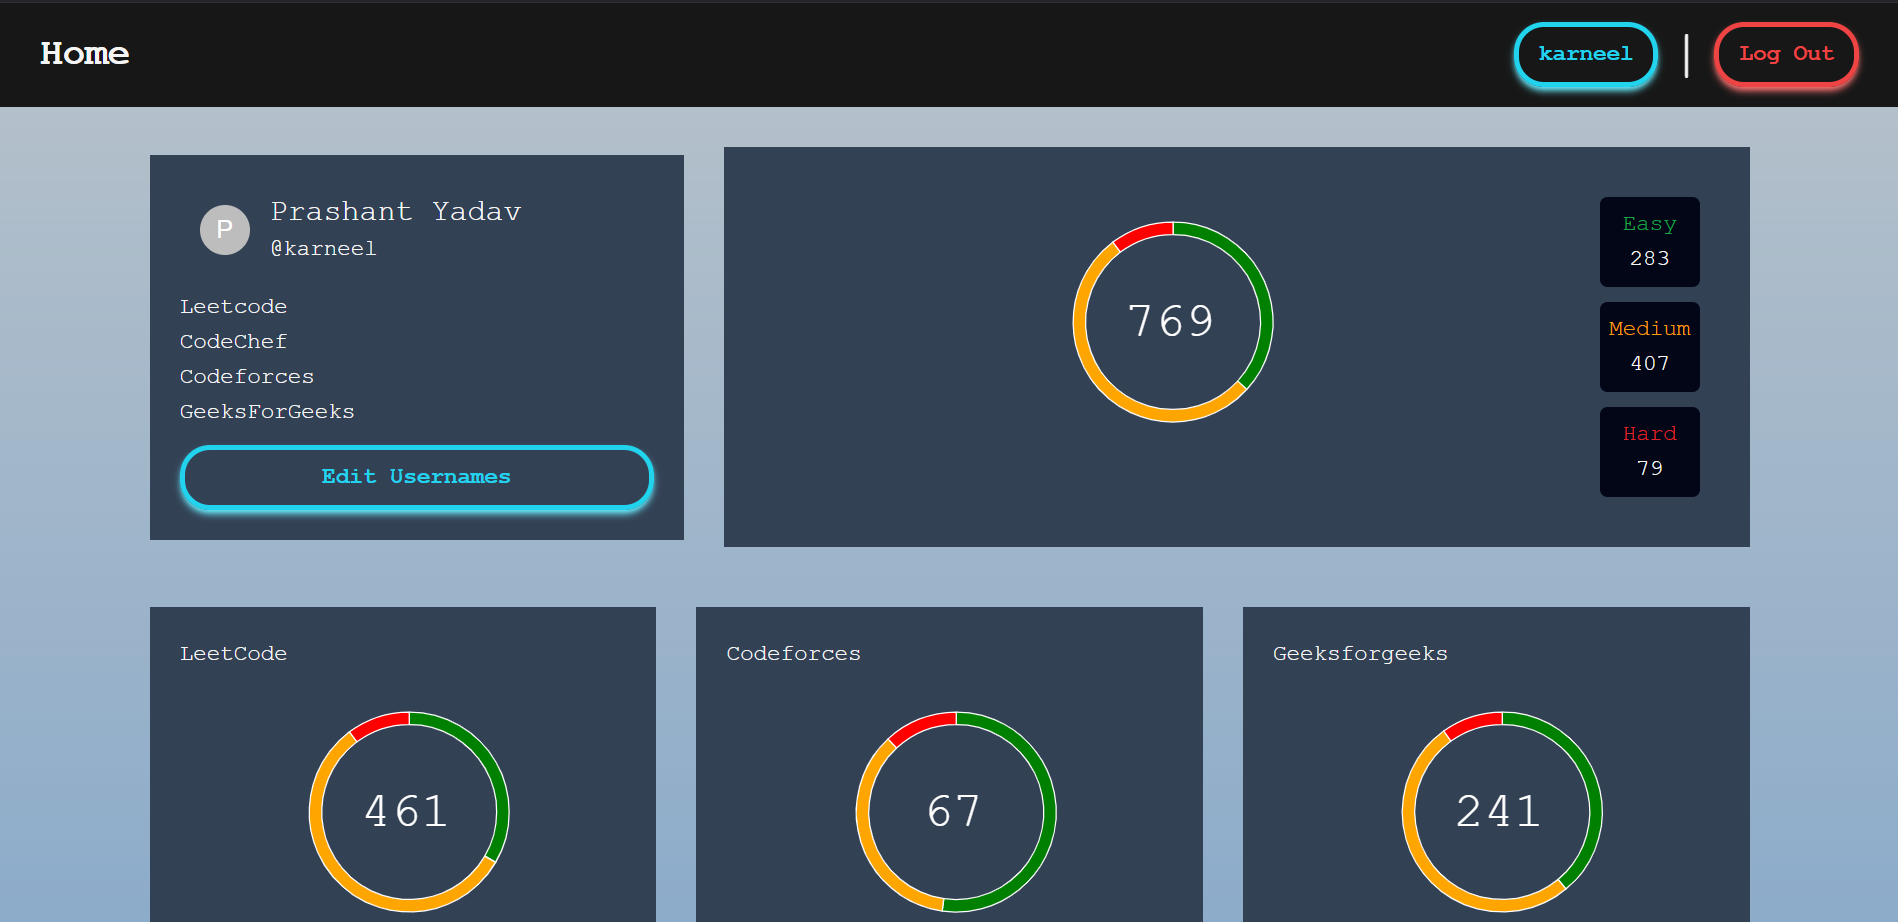 Home
karneel
Log Out
P
Prashant Yadav
@karneel
Leetcode
CodeChef
Codeforces
GeeksForGeeks
Edit Usernames
769
Easy
283
Medium
407
Hard
79
LeetCode
461
Codeforces
67
Geeksforgeeks
241